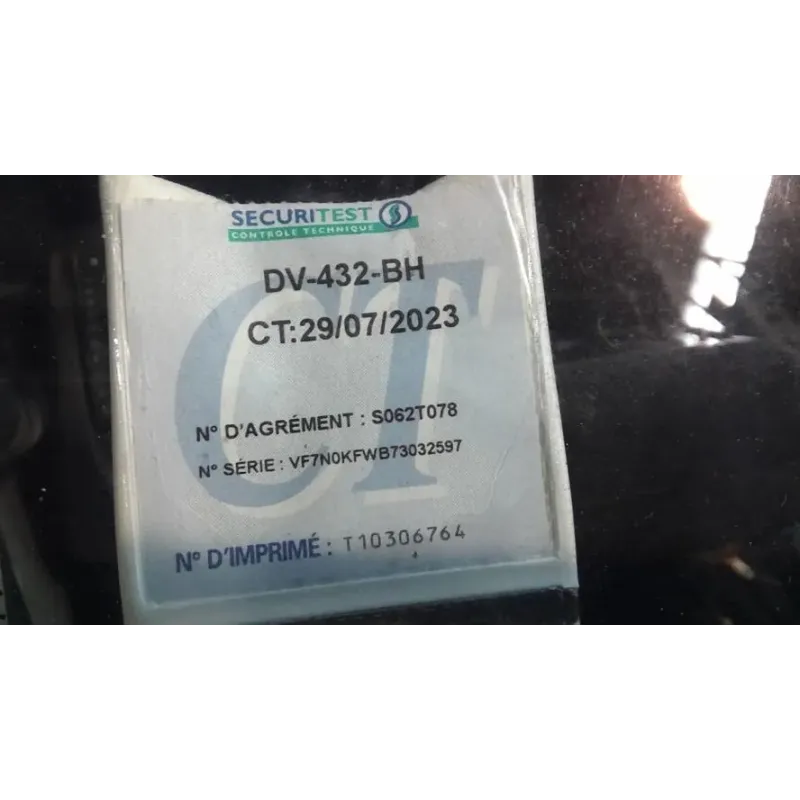 SECURITEST
CONTROLE TECHNIQUE
DV-432-BH
CT:29/07/2023
CT
N° D'AGRÉMENT : S062T078
N° SÉRIE : VF7N0KFWB73032597
N° D'IMPRIMÉ : T10306764